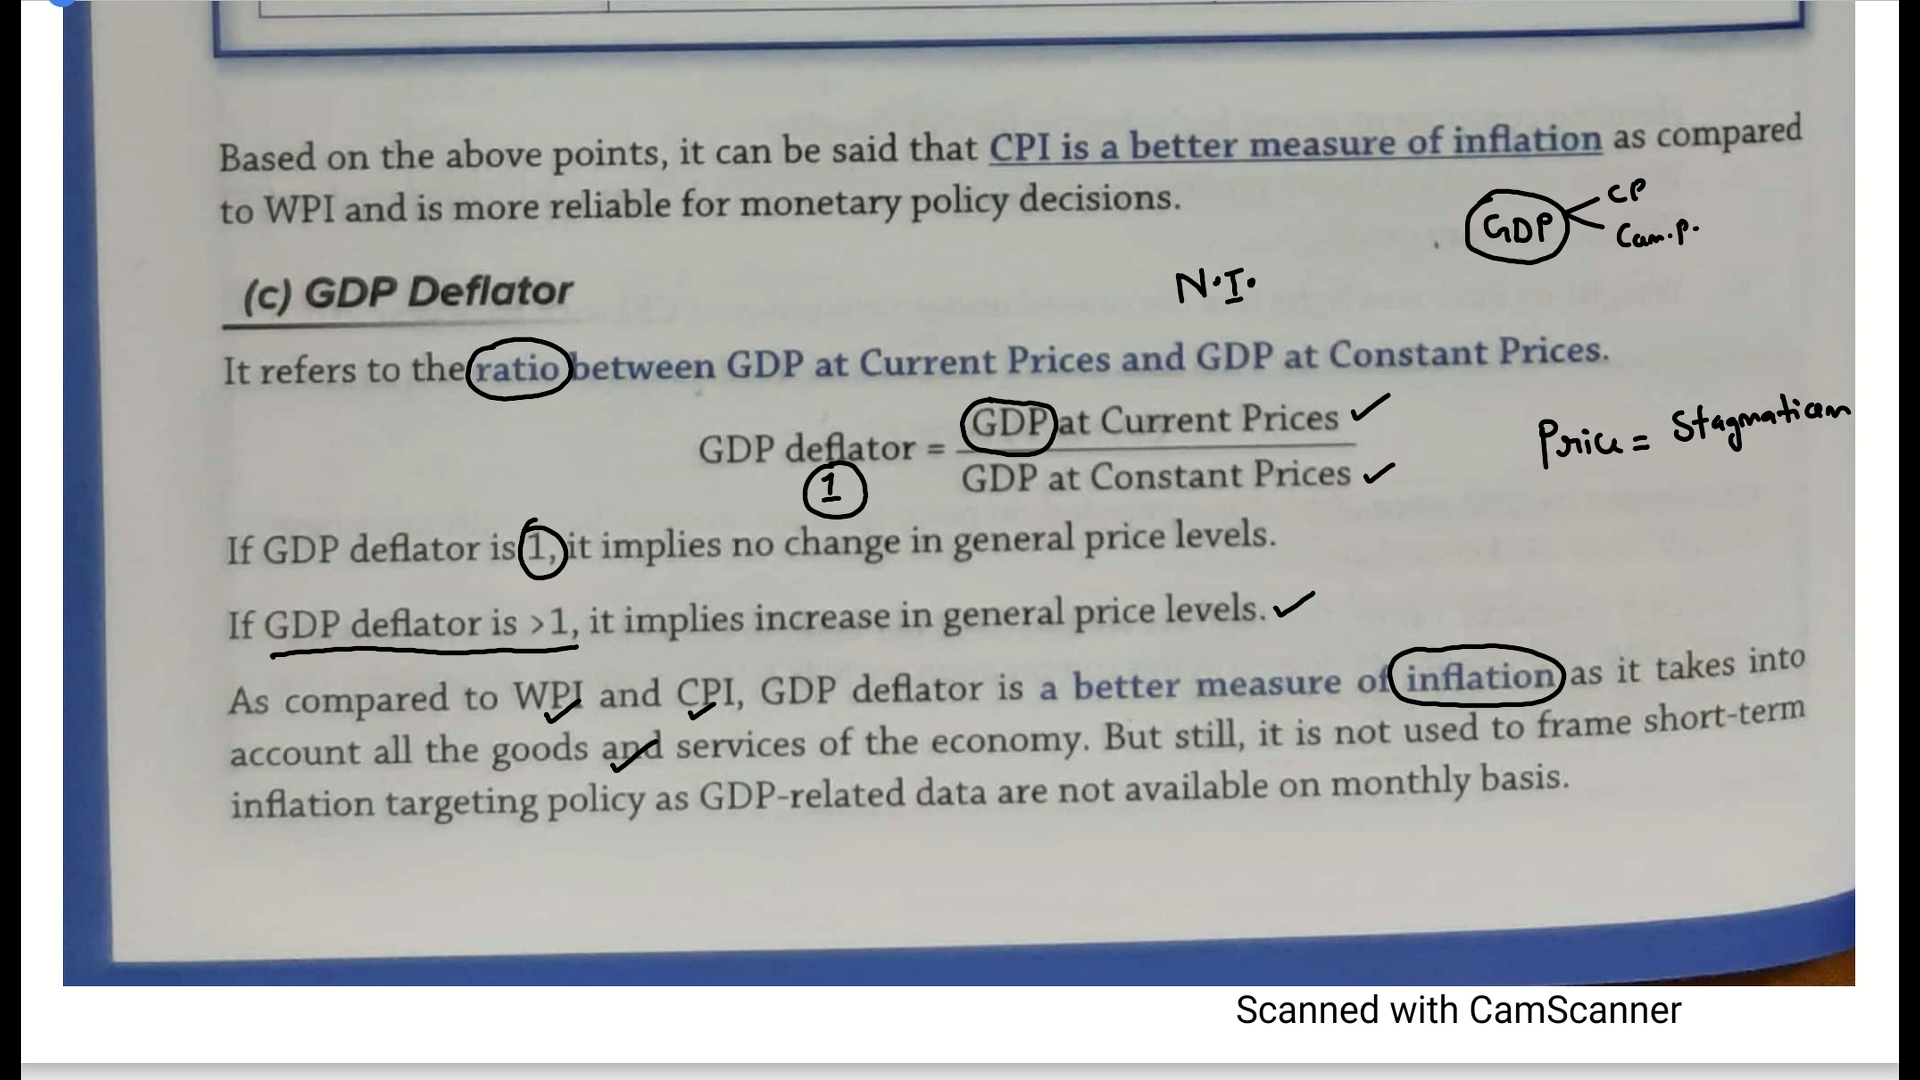 Based on the above points, it can be said that CPI is a better measure of inflation as compared
to WPI and is more reliable for monetary policy decisions.
GDP
CP
Con.P.
(c) GDP Deflator
N.I.
It refers to the ratio between GDP at Current Prices and GDP at Constant Prices.
GDP deflator = GDP at Current Prices
GDP at Constant Prices
Price = Stagnation
1
If GDP deflator is 1, it implies no change in general price levels.
If GDP deflator is >1, it implies increase in general price levels.
As compared to WPI and CPI, GDP deflator is a better measure of inflation as it takes into
account all the goods and services of the economy. But still, it is not used to frame short-term
inflation targeting policy as GDP-related data are not available on monthly basis.
Scanned with CamScanner